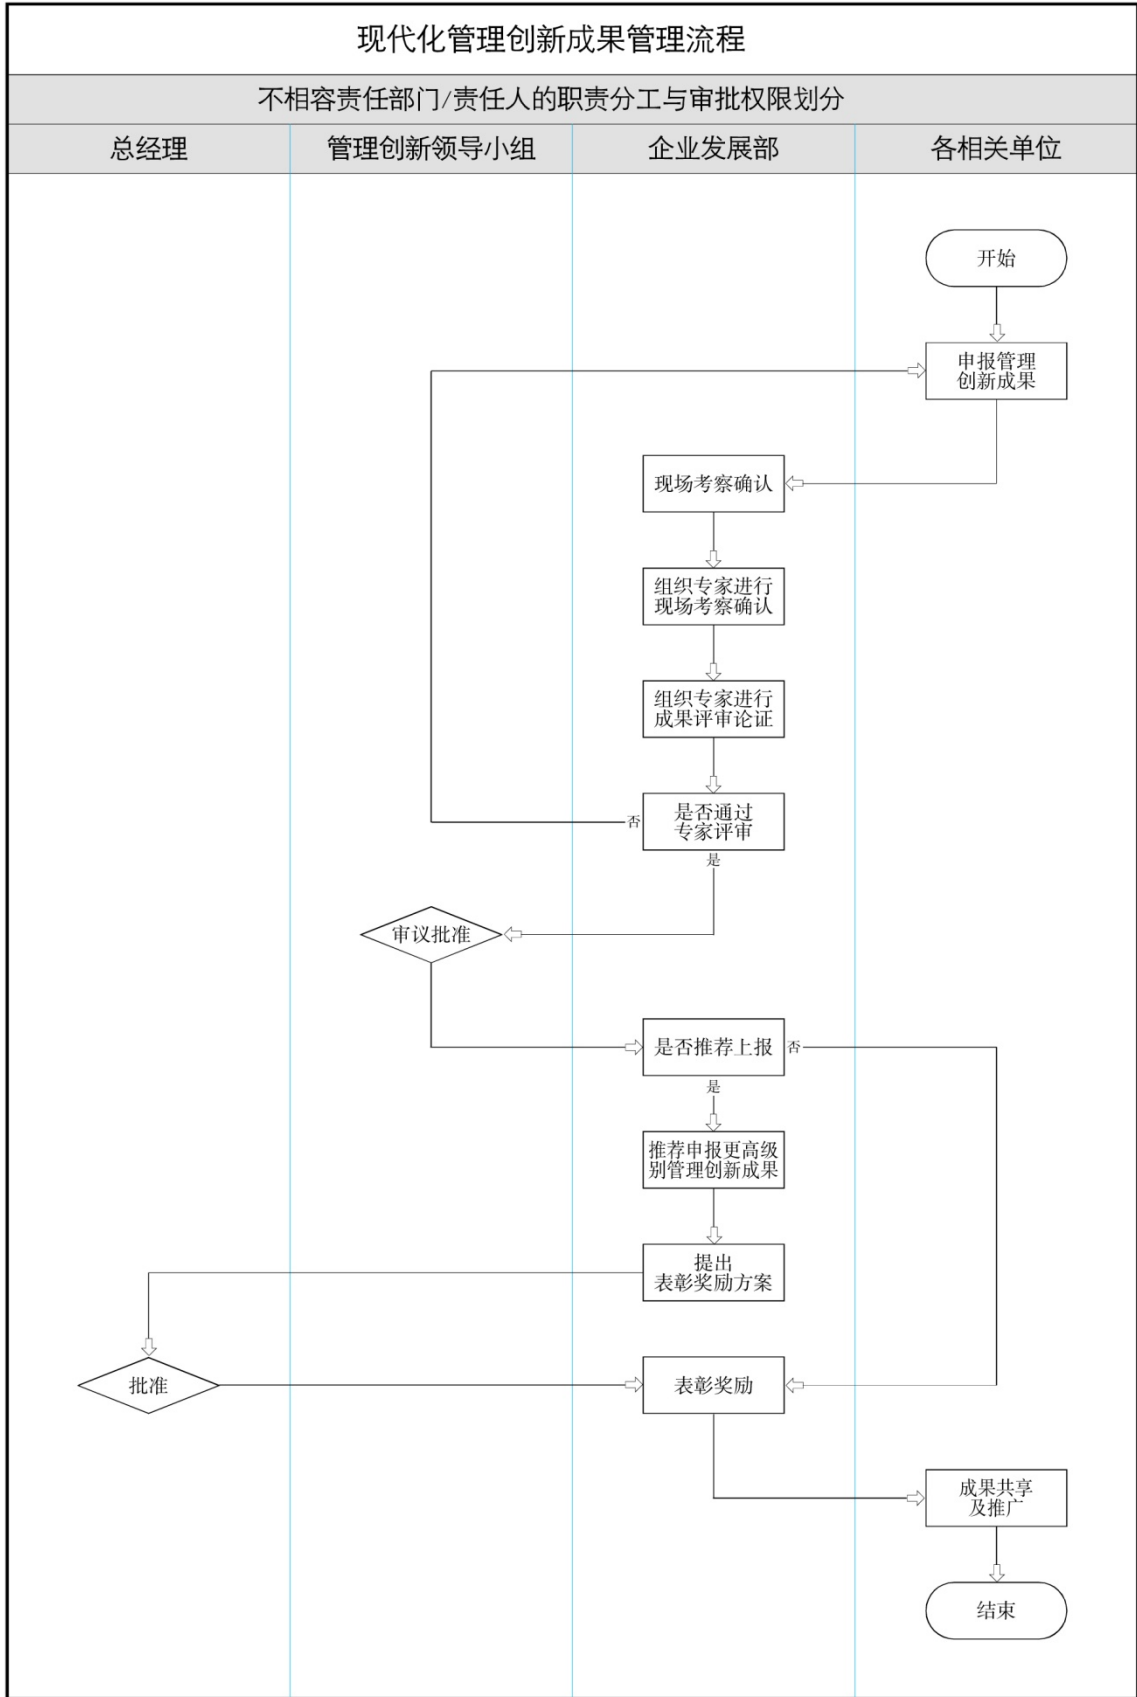 现代化管理创新成果管理流程
不相容责任部门/责任人的职责分工与审批权限划分
总经理
管理创新领导小组
企业发展部
各相关单位
开始
申报管理
创新成果
现场考察确认
组织专家进行
现场考察确认
组织专家进行
成果评审论证
是否通过
专家评审
否
是
审议批准
是否推荐上报
否
是
推荐申报更高级
别管理创新成果
提出
表彰奖励方案
批准
表彰奖励
成果共享
及推广
结束